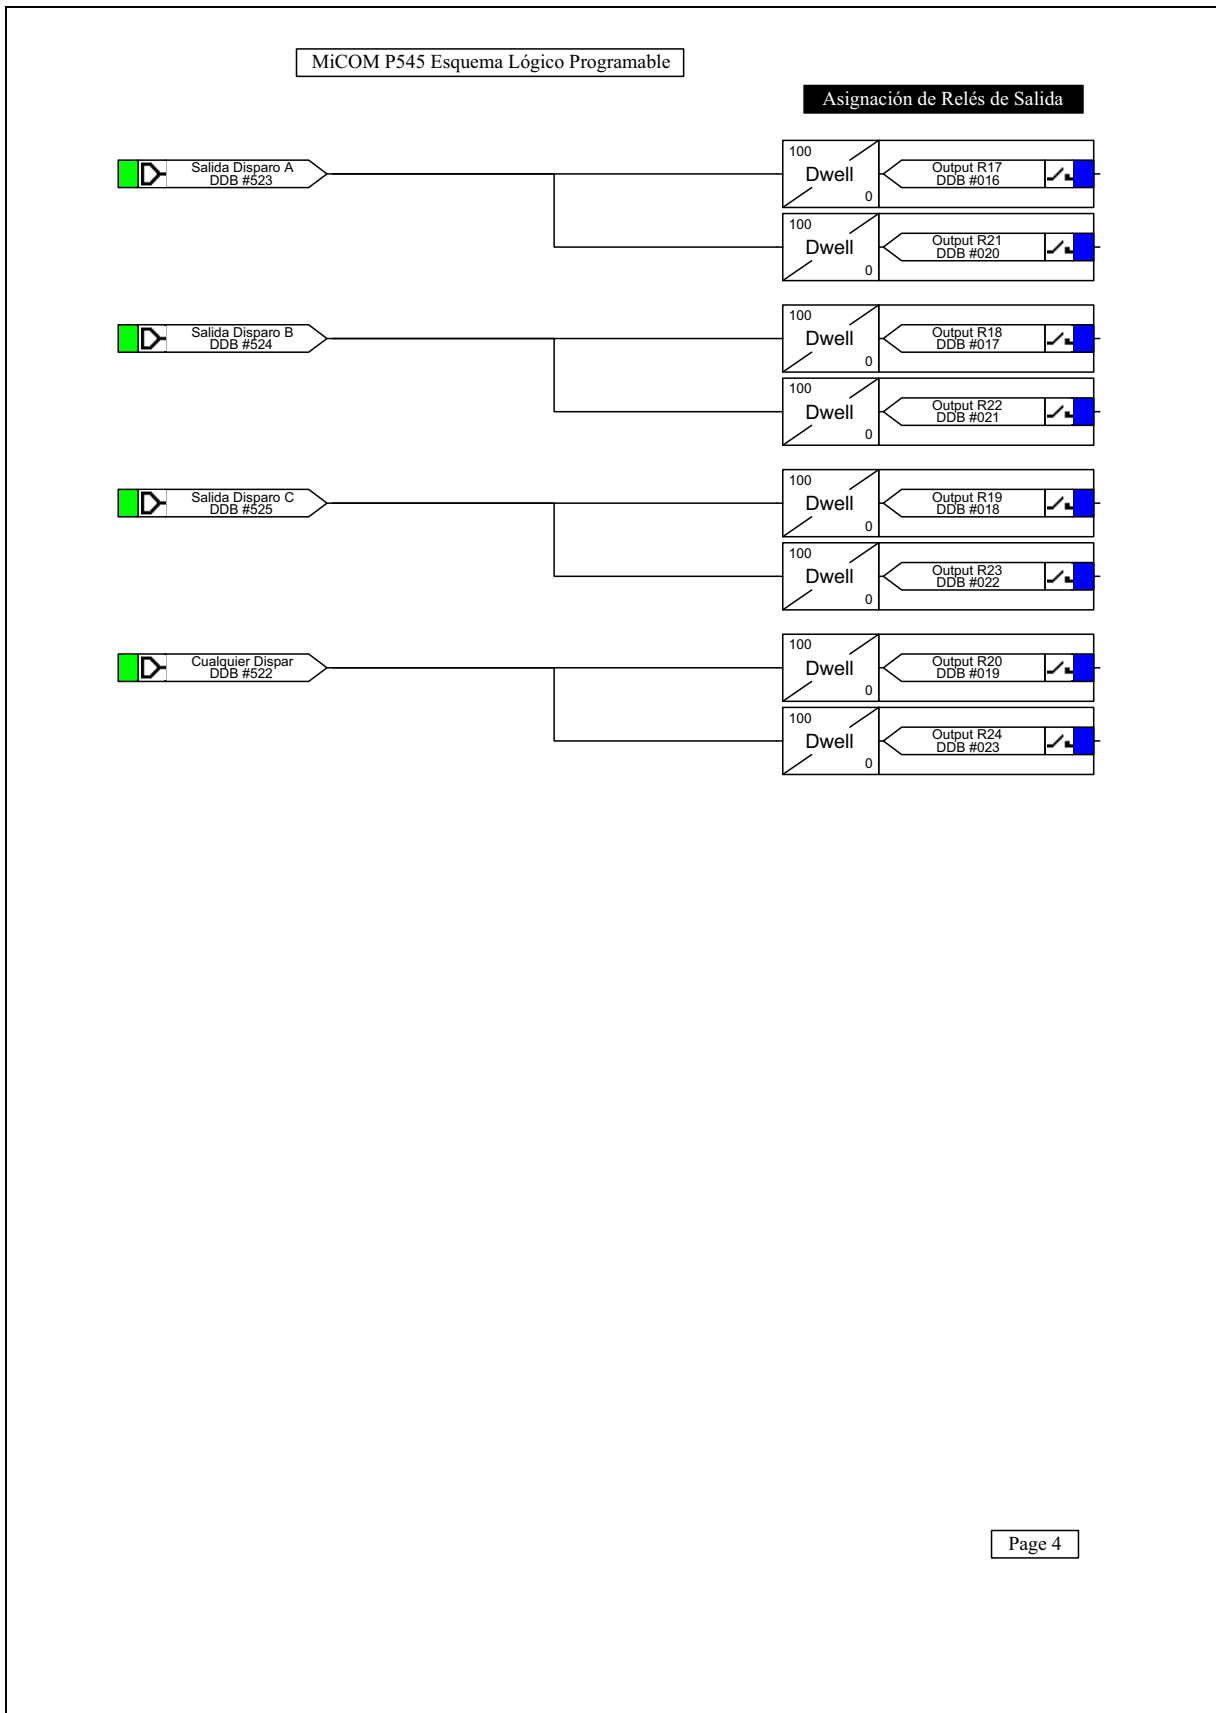 MiCOM P545 Esquema Lógico Programable
Asignación de Relés de Salida
Salida Disparo A
DDB #523
100
Dwell
0
Output R17
DDB #016
100
Dwell
0
Output R21
DDB #020
Salida Disparo B
DDB #524
100
Dwell
0
Output R18
DDB #017
100
Dwell
0
Output R22
DDB #021
Salida Disparo C
DDB #525
100
Dwell
0
Output R19
DDB #018
100
Dwell
0
Output R23
DDB #022
Cualquier Dispar
DDB #522
100
Dwell
0
Output R20
DDB #019
100
Dwell
0
Output R24
DDB #023
Page 4